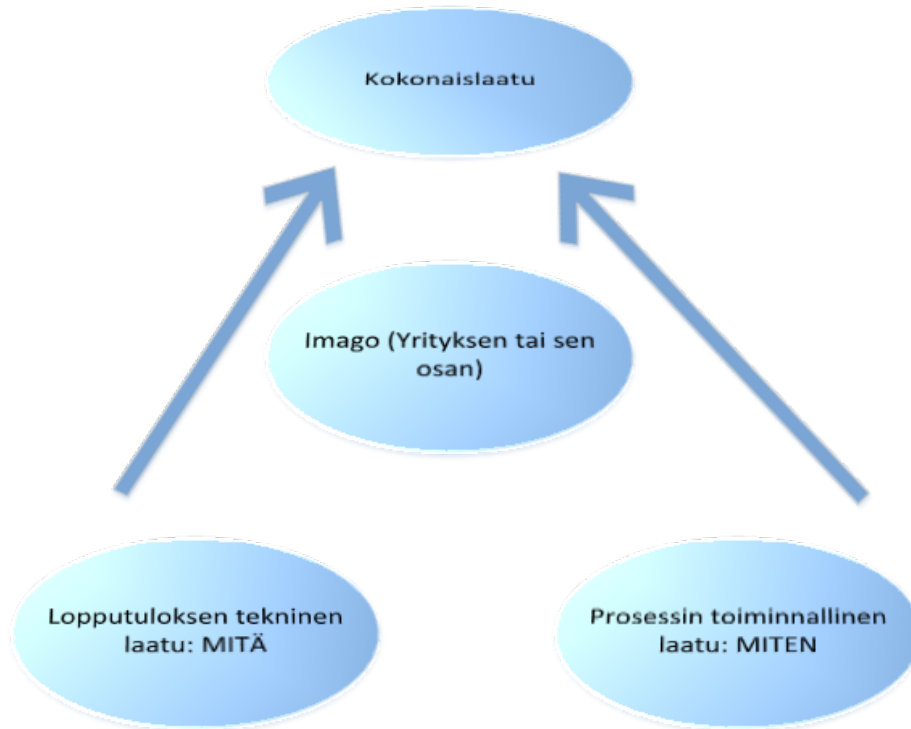 Kokonaislaatu
Imago (Yrityksen tai sen
osan)
Lopputuloksen tekninen
laatu: MITÄ
Prosessin toiminnallinen
laatu: MITEN